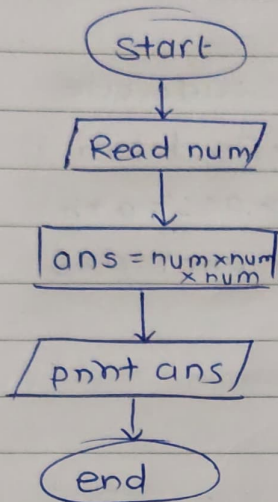 start
Read num
ans = num x num
x num
print ans
end